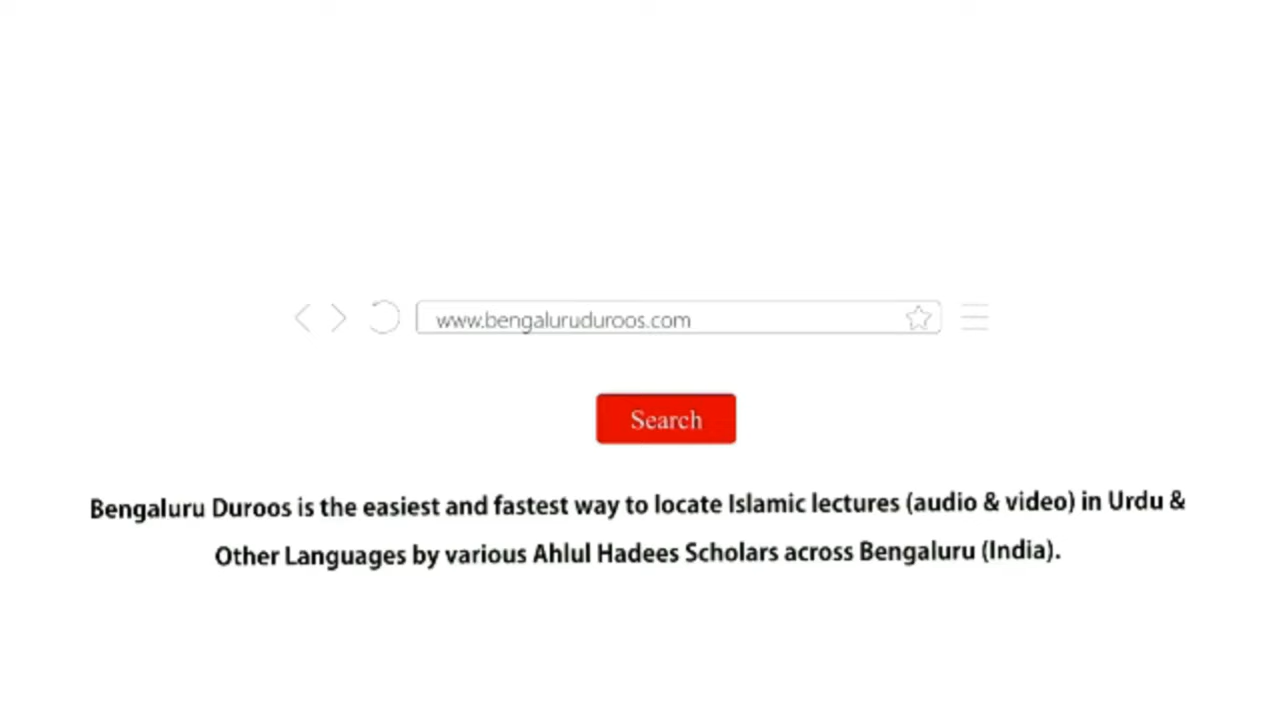 www.bengaluruduroos.com
Search
Bengaluru Duroos is the easiest and fastest way to locate Islamic lectures (audio & video) in Urdu &
Other Languages by various Ahlul Hadees Scholars across Bengaluru (India).